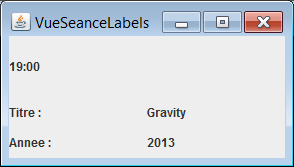 VueSeanceLabels
19:00
Titre : Gravity
Annee : 2013